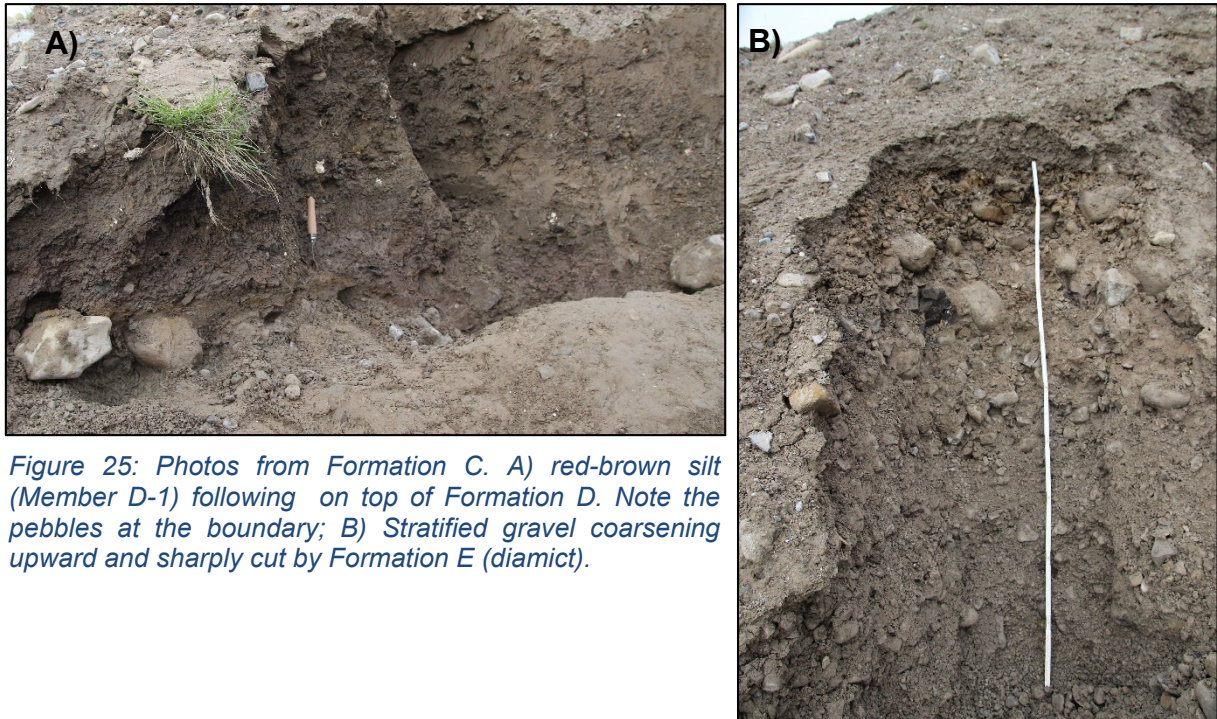 A)
B)
Figure 25: Photos from Formation C. A) red-brown silt
(Member D-1) following on top of Formation D. Note the
pebbles at the boundary; B) Stratified gravel coarsening
upward and sharply cut by Formation E (diamict).